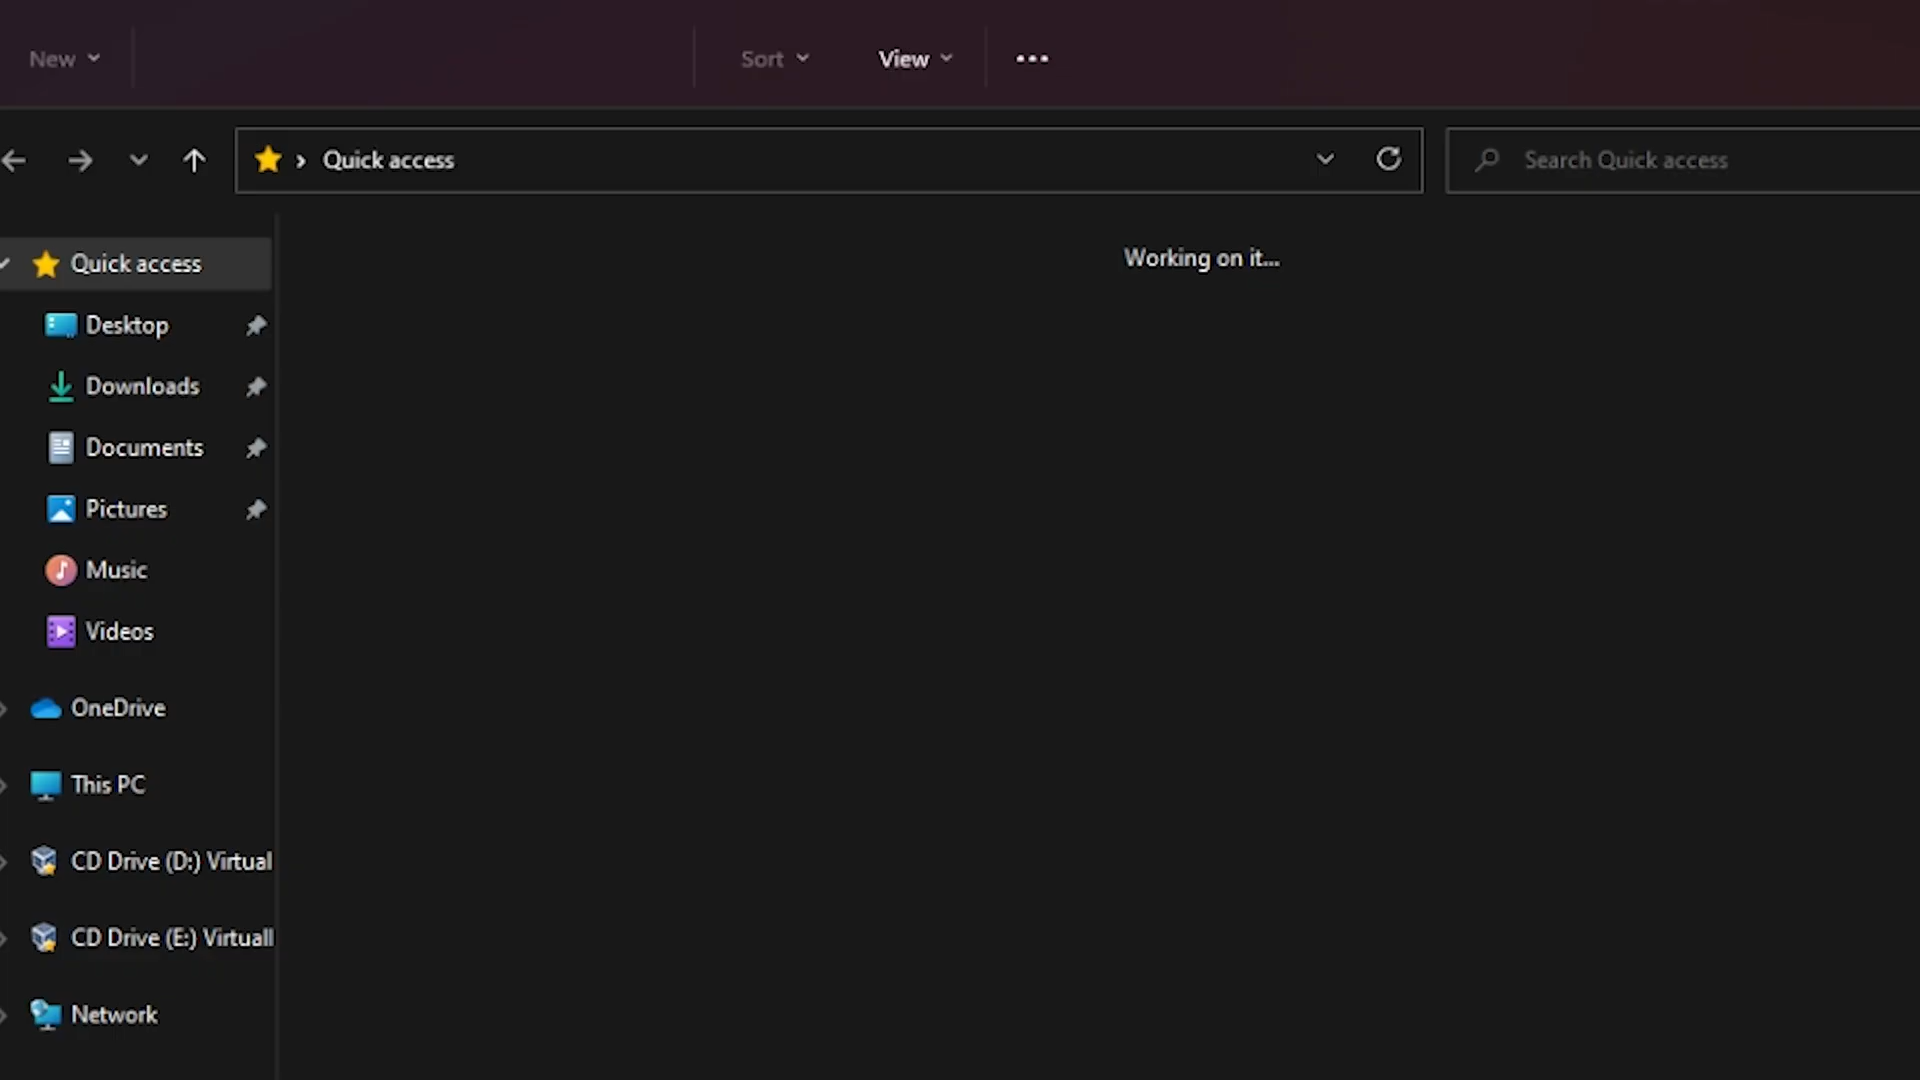 New
Sort
View
Quick access
Search Quick access
Working on it...
Quick access
Desktop
Downloads
Documents
Pictures
Music
Videos
OneDrive
This PC
CD Drive (D:) Virtual
CD Drive (E:) Virtuall
Network